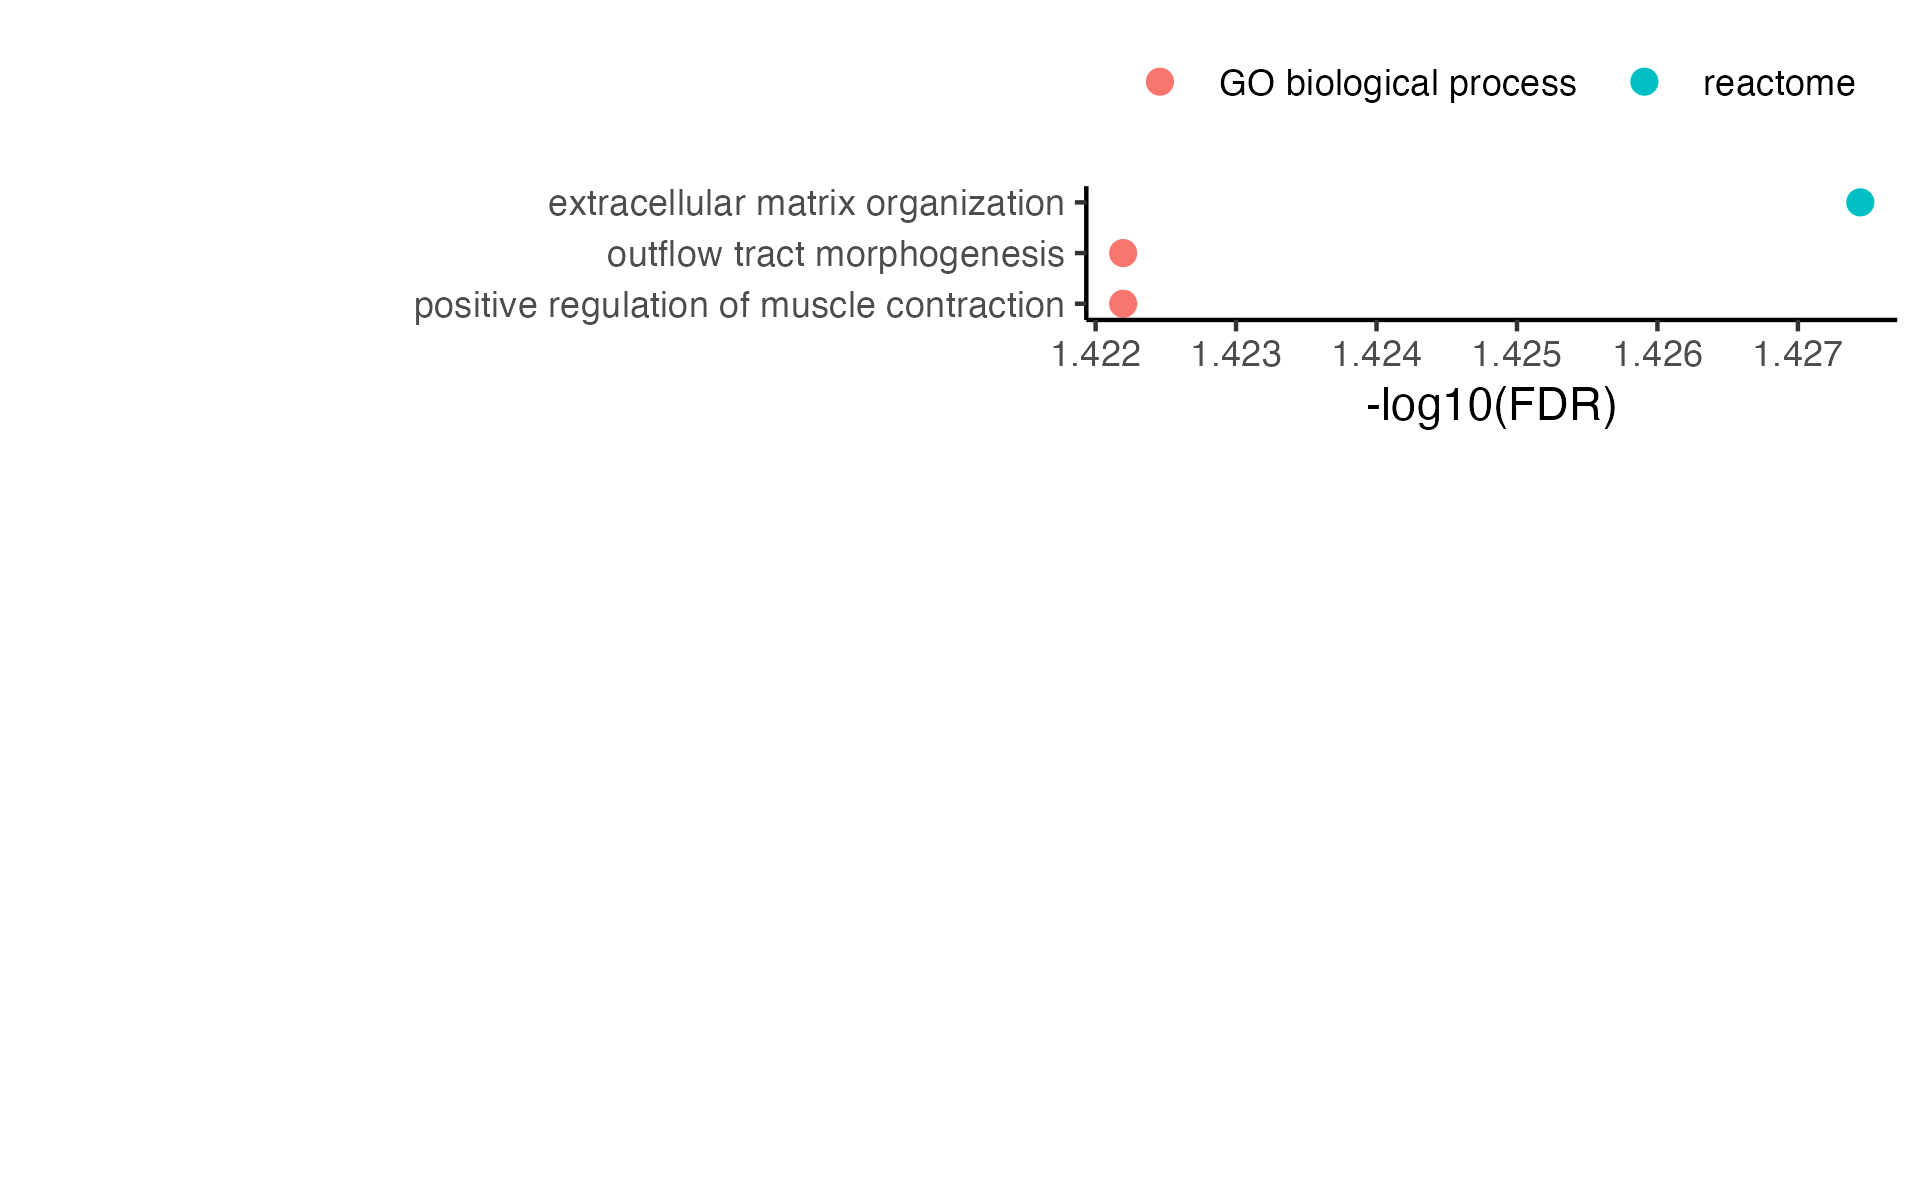 GO biological process reactome
extracellular matrix organization
outflow tract morphogenesis
positive regulation of muscle contraction
1.422 1.423 1.424 1.425 1.426 1.427
-log10(FDR)